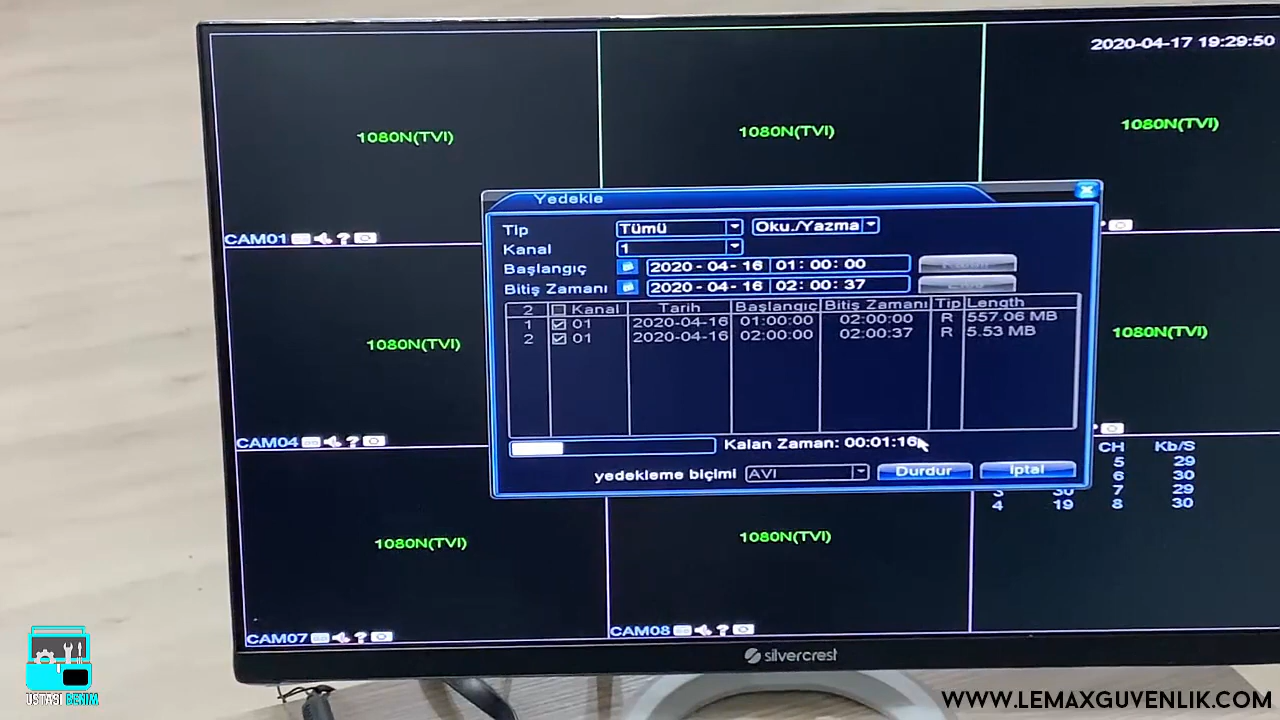 2020-04-17 19:29:50
1080N(TVI)
1080N(TVI)
1080N(TVI)
CAM01
Yedekle
Tip
Tümü
Oku./Yazma
Kanal
1
Başlangıç
2020-04-16 01:00:00
Bitiş Zamanı
2020-04-16 02:00:37
2 Kanal Tarih Başlangıç Bitiş Zamanı Tip Length
1 01 2020-04-16 01:00:00 02:00:00 R 557.06 MB
2 01 2020-04-16 02:00:00 02:00:37 R 5.53 MB
Kalan Zaman: 00:01:16
yedekleme biçimi AVI Durdur İptal
1080N(TVI)
1080N(TVI)
CAM04
CH Kb/S
5 29
6 30
3 30 7 29
4 19 8 30
1080N(TVI)
1080N(TVI)
CAM07
CAM08
silvercrest
USTASI BENIM
WWW.LEMAXGUVENLIK.COM